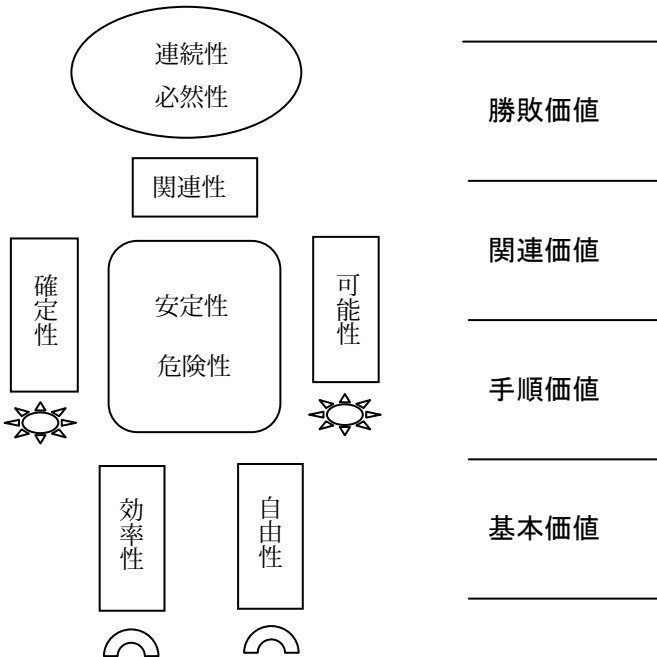 連続性
必然性
関連性
確定性
安定性
危険性
可能性
効率性
自由性
勝敗価値
関連価値
手順価値
基本価値